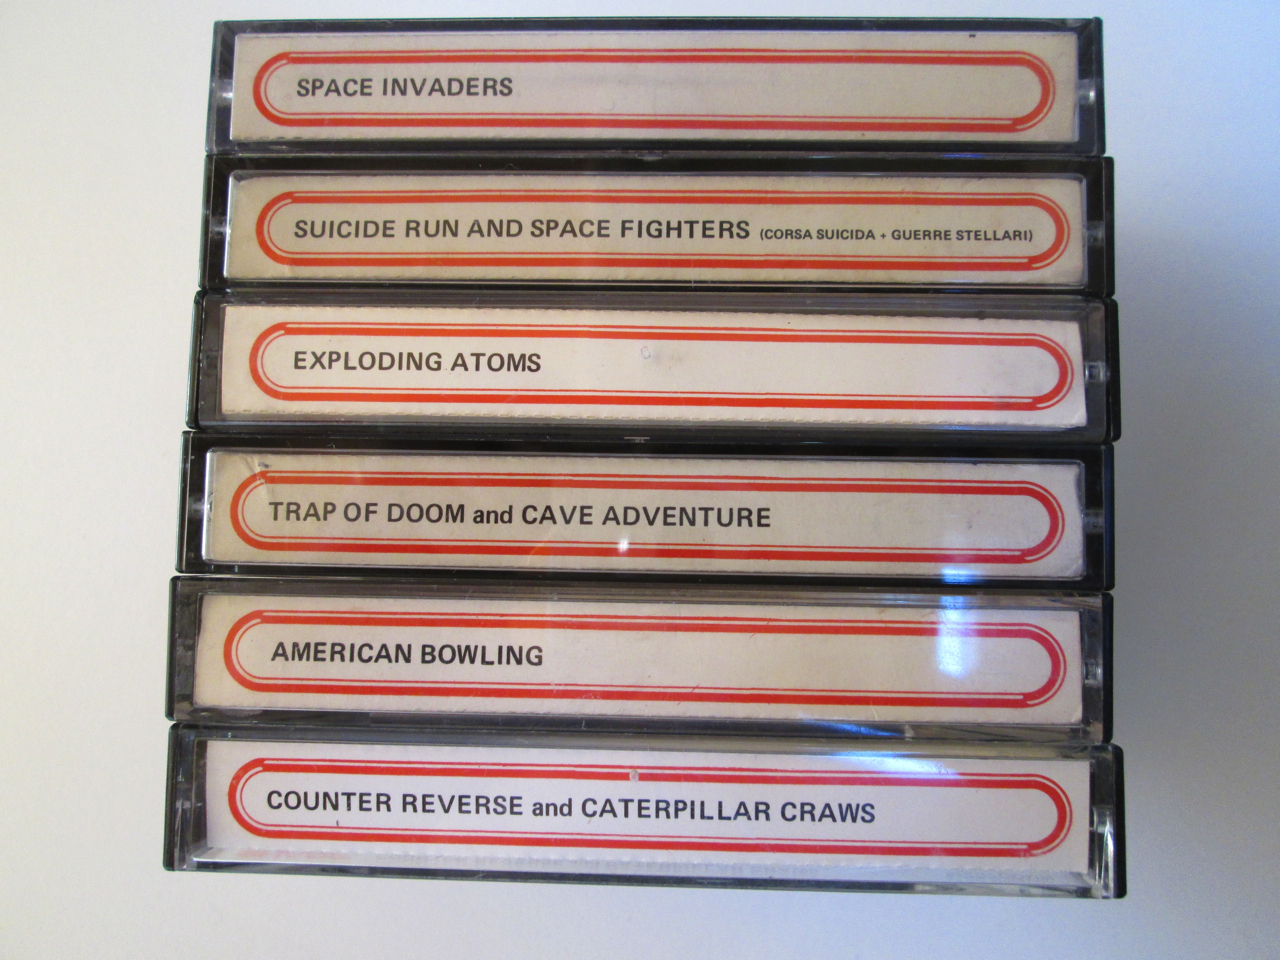 SPACE INVADERS
SUICIDE RUN AND SPACE FIGHTERS (CORSA SUICIDA + GUERRE STELLARI)
EXPLODING ATOMS
TRAP OF DOOM and CAVE ADVENTURE
AMERICAN BOWLING
COUNTER REVERSE and CATERPILLAR CRAWS